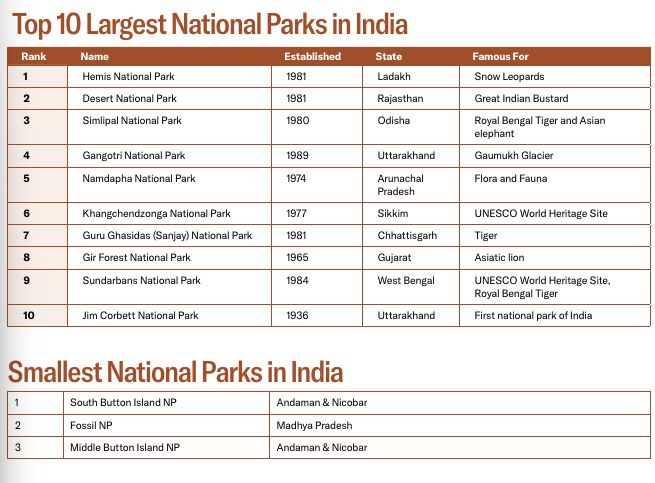 Top 10 Largest National Parks in India
Rank Name Established State Famous For
1 Hemis National Park 1981 Ladakh Snow Leopards
2 Desert National Park 1981 Rajasthan Great Indian Bustard
3 Simlipal National Park 1980 Odisha Royal Bengal Tiger and Asian
elephant
4 Gangotri National Park 1989 Uttarakhand Gaumukh Glacier
5 Namdapha National Park 1974 Arunachal Flora and Fauna
Pradesh
6 Khangchendzonga National Park 1977 Sikkim UNESCO World Heritage Site
7 Guru Ghasidas (Sanjay) National Park 1981 Chhattisgarh Tiger
8 Gir Forest National Park 1965 Gujarat Asiatic lion
9 Sundarbans National Park 1984 West Bengal UNESCO World Heritage Site,
Royal Bengal Tiger
10 Jim Corbett National Park 1936 Uttarakhand First national park of India
Smallest National Parks in India
1 South Button Island NP Andaman & Nicobar
2 Fossil NP Madhya Pradesh
3 Middle Button Island NP Andaman & Nicobar